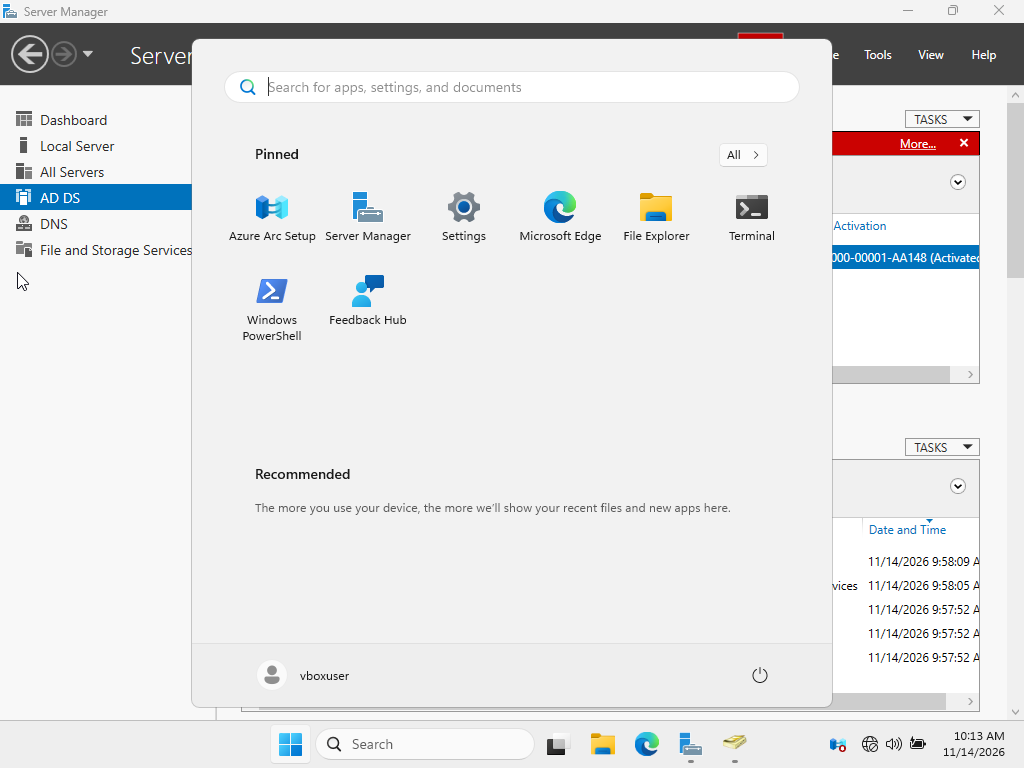 Server Manager
Server
e
Tools
View
Help
Search for apps, settings, and documents
Dashboard
Local Server
All Servers
AD DS
DNS
File and Storage Services
Pinned
All
Azure Arc Setup
Server Manager
Settings
Microsoft Edge
File Explorer
Terminal
Windows
PowerShell
Feedback Hub
Recommended
The more you use your device, the more we'll show your recent files and new apps here.
vboxuser
TASKS
More...
Activation
000-00001-AA148 (Activated
TASKS
Date and Time
11/14/2026 9:58:09 A
vices 11/14/2026 9:58:05 A
11/14/2026 9:57:52 A
11/14/2026 9:57:52 A
11/14/2026 9:57:52 A
Search
10:13 AM
11/14/2026